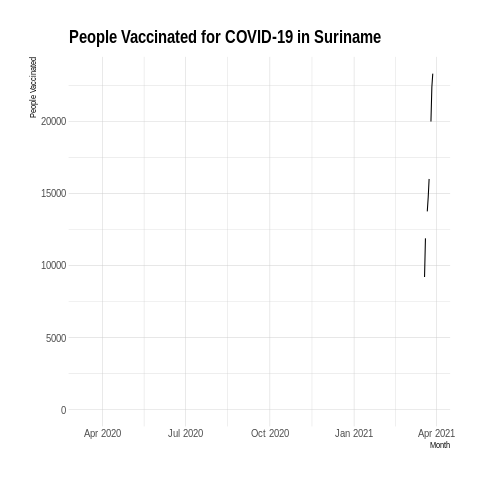 People Vaccinated for COVID-19 in Suriname
People Vaccinated
20000
15000
10000
5000
0
Apr 2020 Jul 2020 Oct 2020 Jan 2021 Apr 2021
Month